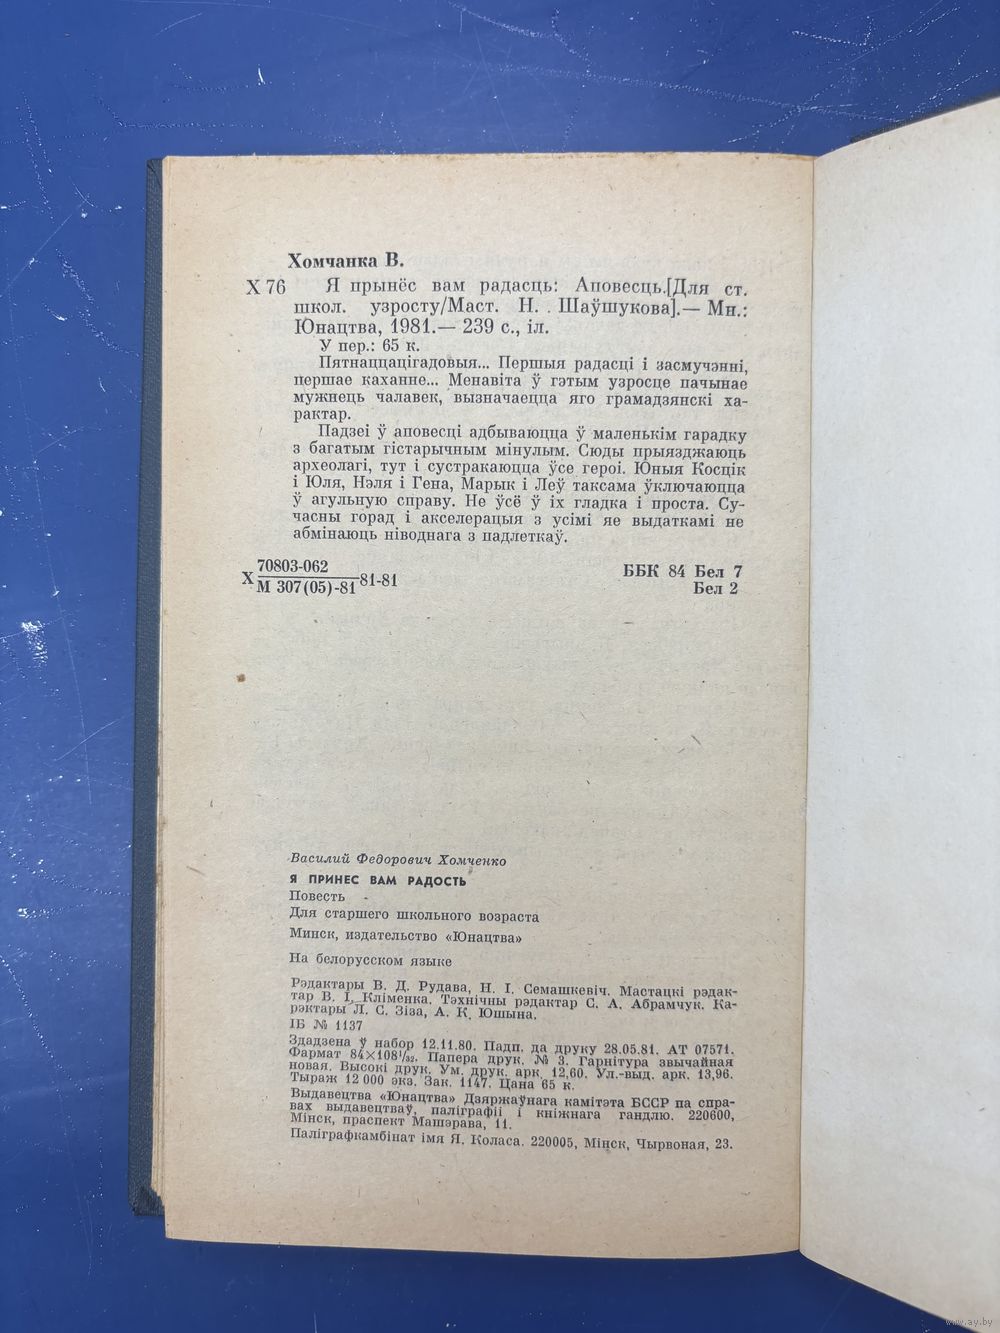 Хомчанка В.
Х 76 Я прынёс вам радасць: Аповесць.[Для ст.
школ. узросту/Маст. Н. Шаўшукова].— Мн.:
Юнацтва, 1981.— 239 с., іл.
У пер.: 65 к.
Пятнаццацігадовыя... Першыя радасці і засмучэнні,
першае каханне... Менавіта ў гэтым узросце пачынае
мужнець чалавек, вызначаецца яго грамадзянскі ха-
рактар.
Падзеі ў аповесці адбываюцца ў маленькім гарадку
з багатым гістарычным мінулым. Сюды прыязджаюць
археолагі, тут і сустракаюцца ўсе героі. Юныя Косцік
і Юля, Нэля і Гена, Марык і Леў таксама ўключаюцца
ў агульную справу. Не ўсё ў іх гладка і проста. Су-
часны горад і акселерацыя з усімі яе выдаткамі не
абмінаюць ніводнага з падлеткаў.
Х 70803-062
М 307(05)-81 81-81
ББК 84 Бел 7
Бел 2
Василий Федорович Хомченко
Я ПРИНЕС ВАМ РАДОСТЬ
Повесть
Для старшего школьного возраста
Минск, издательство «Юнацтва»
На белорусском языке
Рэдактары В. Д. Рудава, Н. І. Семашкевіч. Мастацкі рэдак-
тар В. І. Кліменка. Тэхнічны рэдактар С. А. Абрамчук. Ка-
рэктары Л. С. Зіза, А. К. Юшына.
ІБ № 1137
Здадзена ў набор 12.11.80. Падп. да друку 28.05.81. АТ 07571.
Фармат 84×108¹/₃₂. Папера друк. № 3. Гарнітура звычайная
новая. Высокі друк. Ум. друк. арк. 12,60. Ул.-выд. арк. 13,96.
Тыраж 12 000 экз. Зак. 1147. Цана 65 к.
Выдавецтва «Юнацтва» Дзяржаўнага камітэта БССР па спра-
вах выдавецтваў, паліграфіі і кніжнага гандлю. 220600,
Мінск, праспект Машэрава, 11.
Паліграфкамбінат імя Я. Коласа. 220005, Мінск, Чырвоная, 23.
www.ay.by